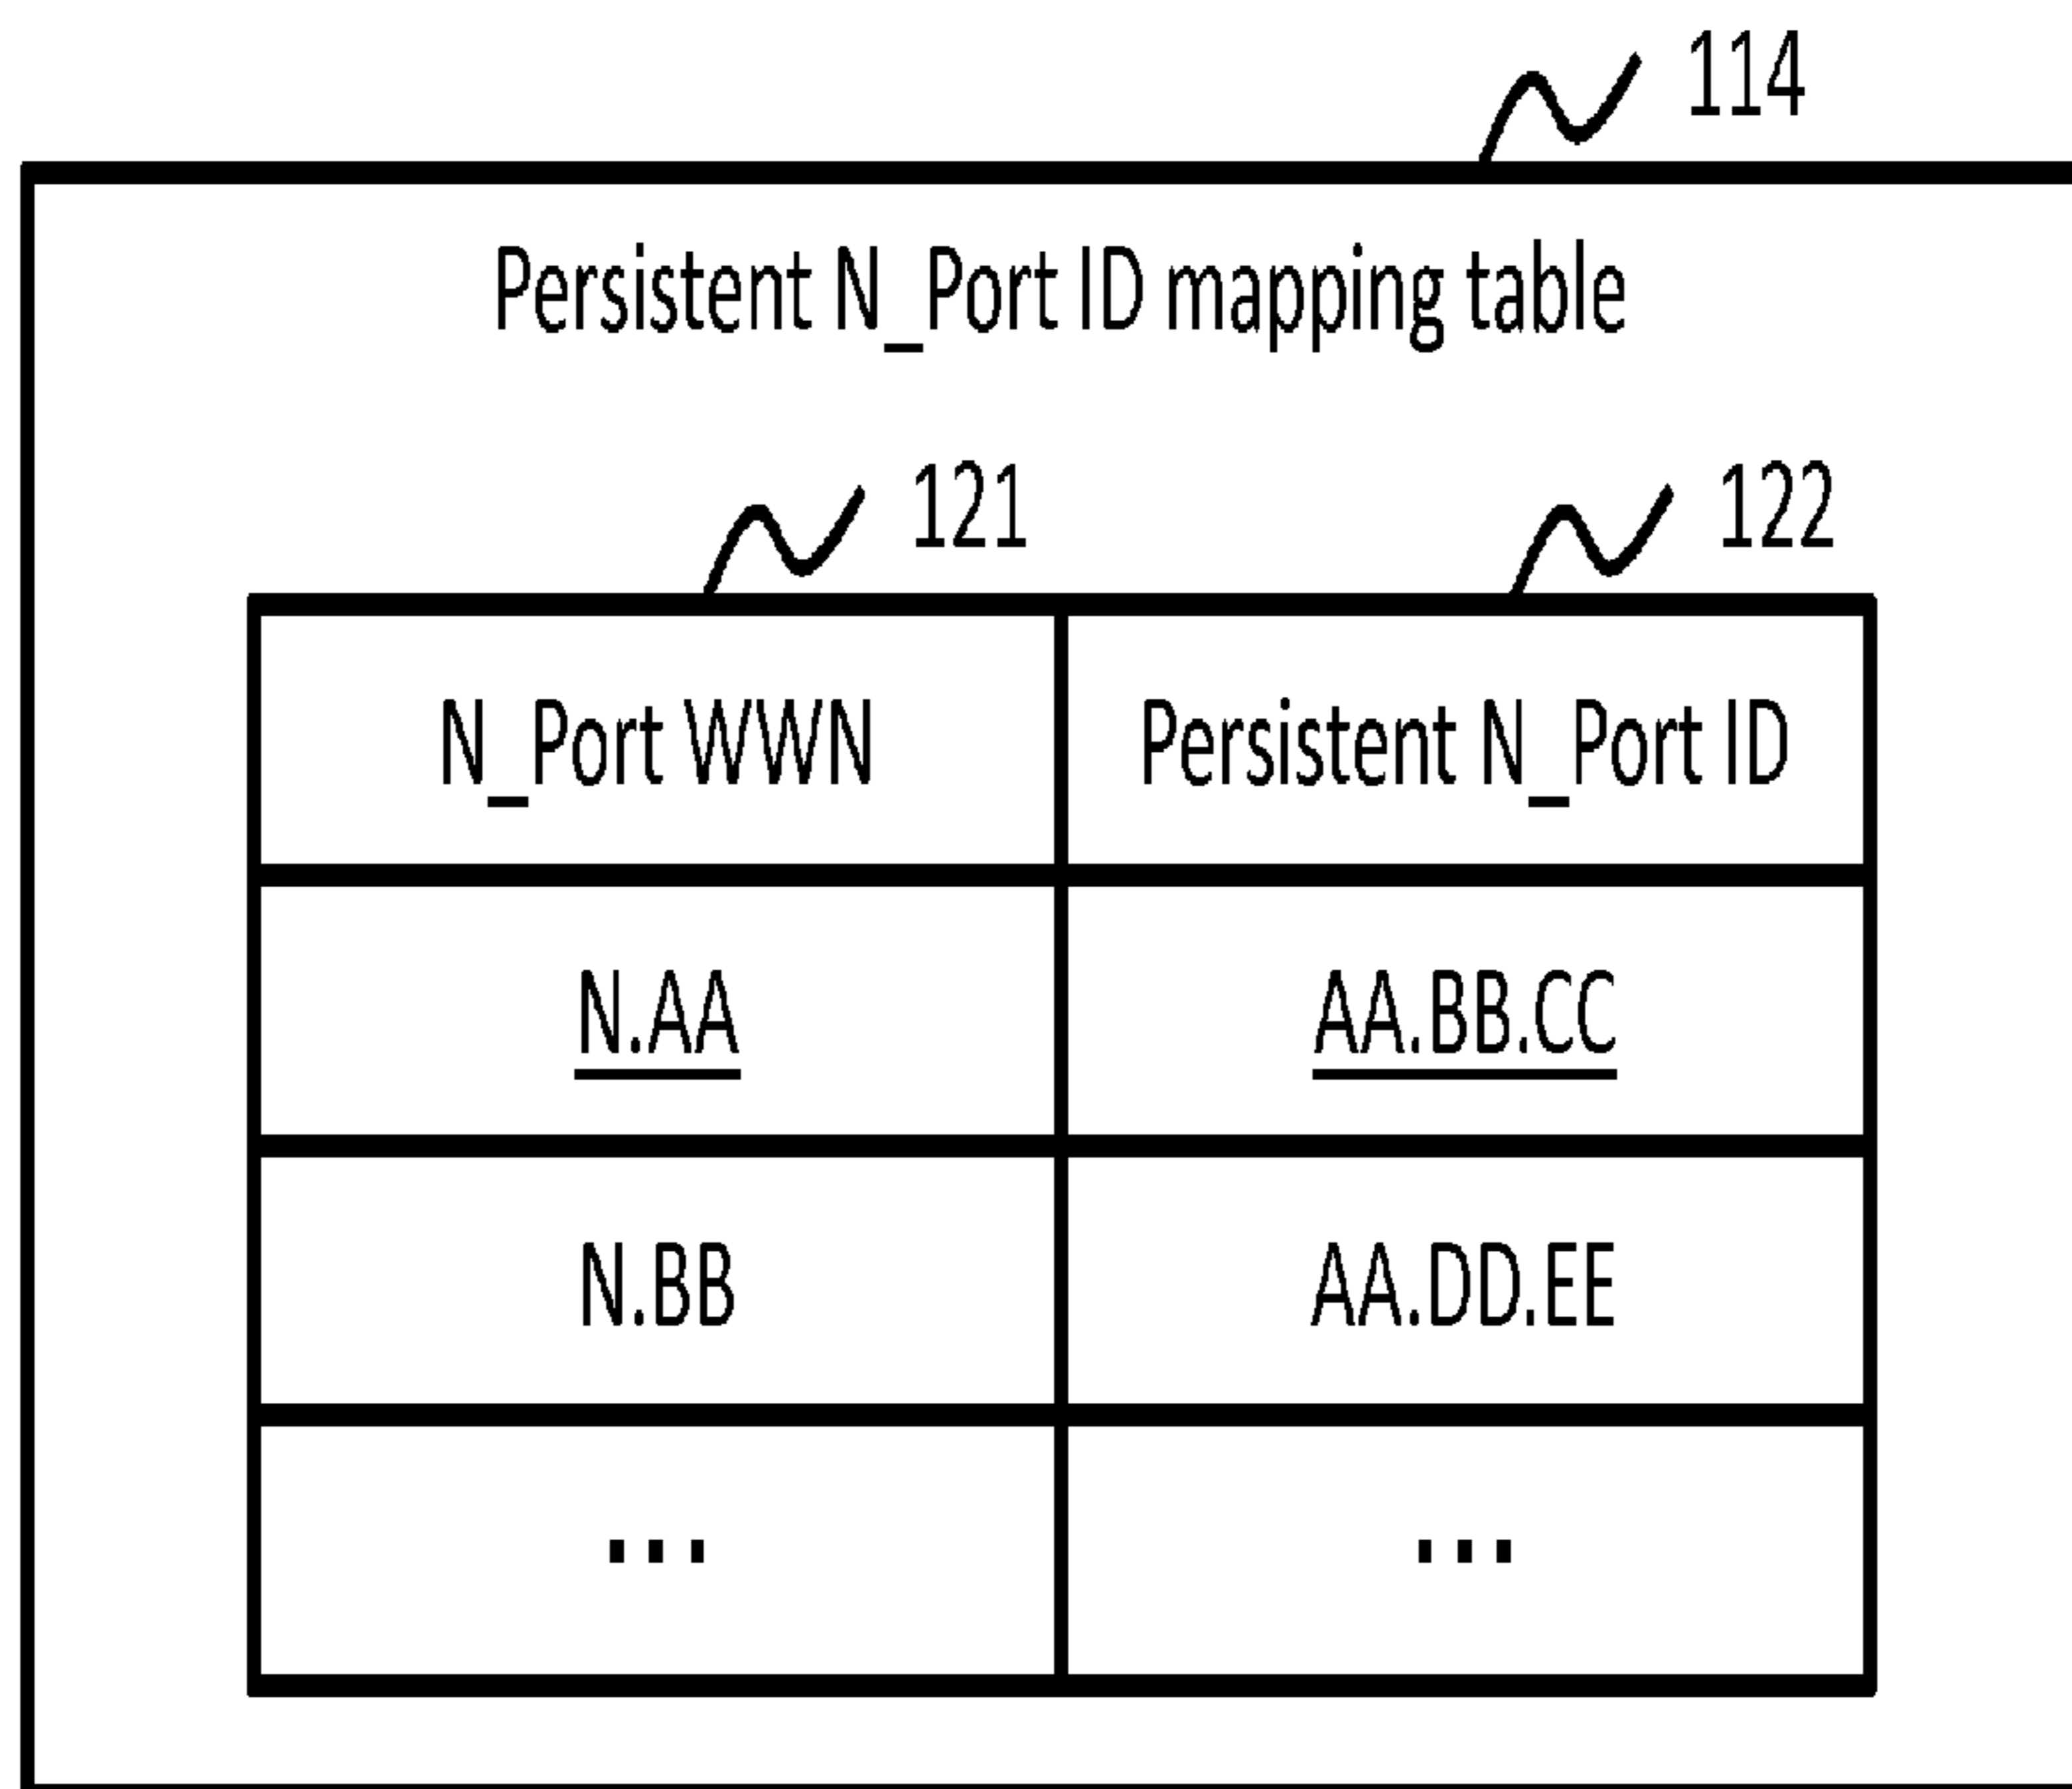 114
Persistent N_Port ID mapping table
121 122
N_Port WWN Persistent N_Port ID
N.AA AA.BB.CC
N.BB AA.DD.EE
... ...